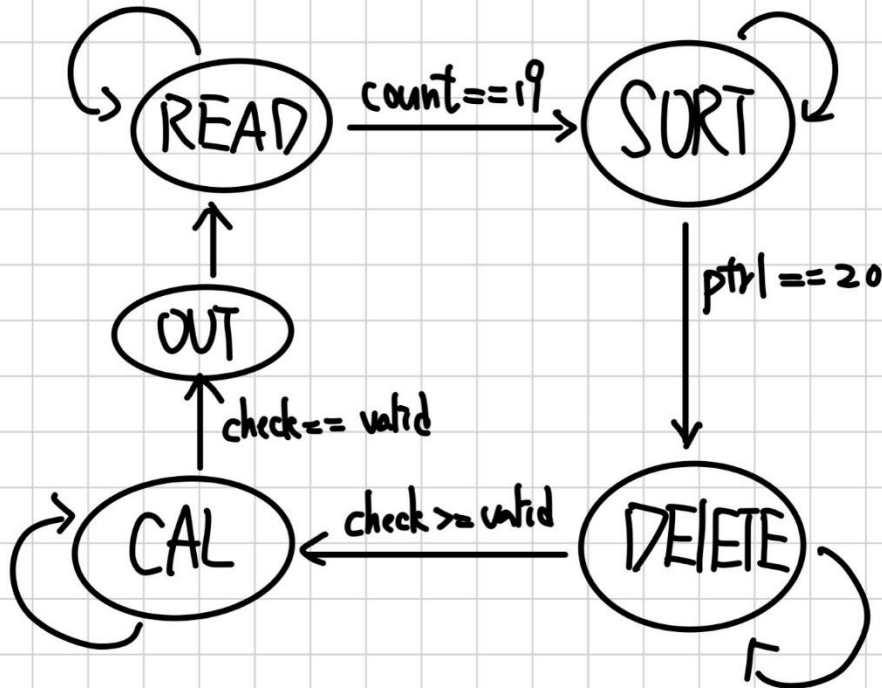 READ
count==19
SORT
ptr1==20
OUT
check== valid
CAL
check>=valid
DELETE